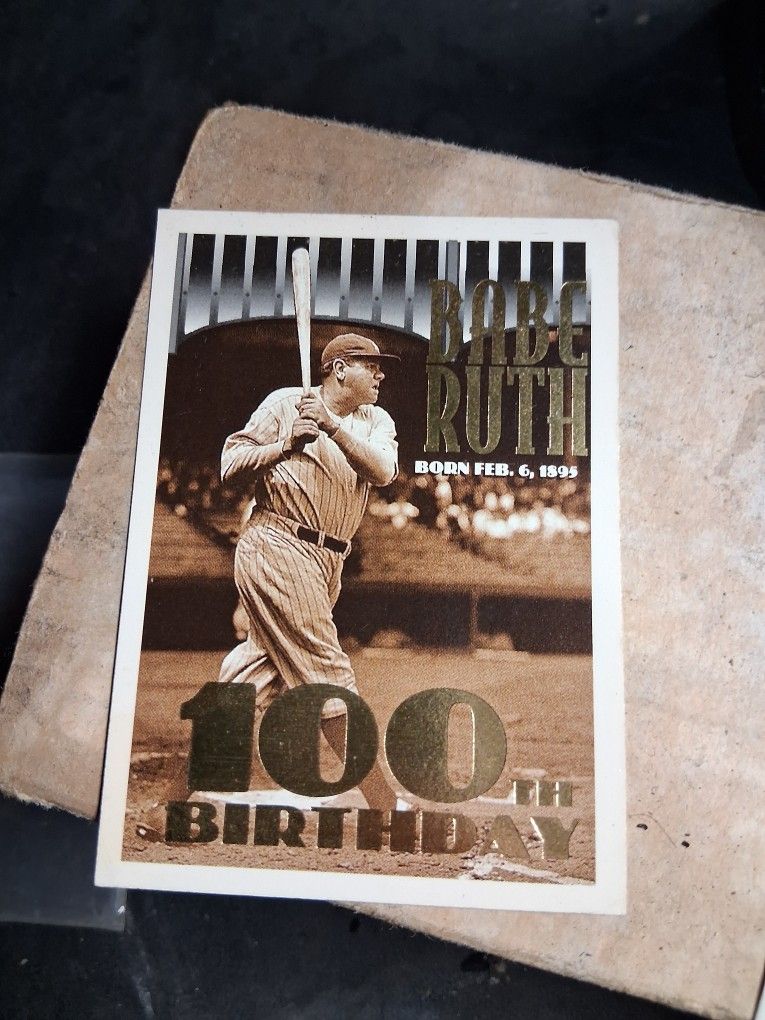 BABE
RUTH
BORN FEB. 6, 1895
100TH
BIRTHDAY